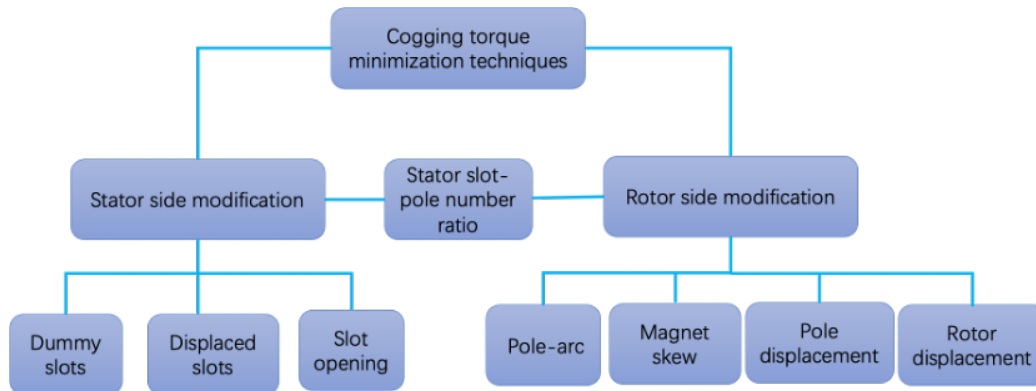 Cogging torque
minimization techniques
Stator side modification
Stator slot-
pole number
ratio
Rotor side modification
Dummy
slots
Displaced
slots
Slot
opening
Pole-arc
Magnet
skew
Pole
displacement
Rotor
displacement